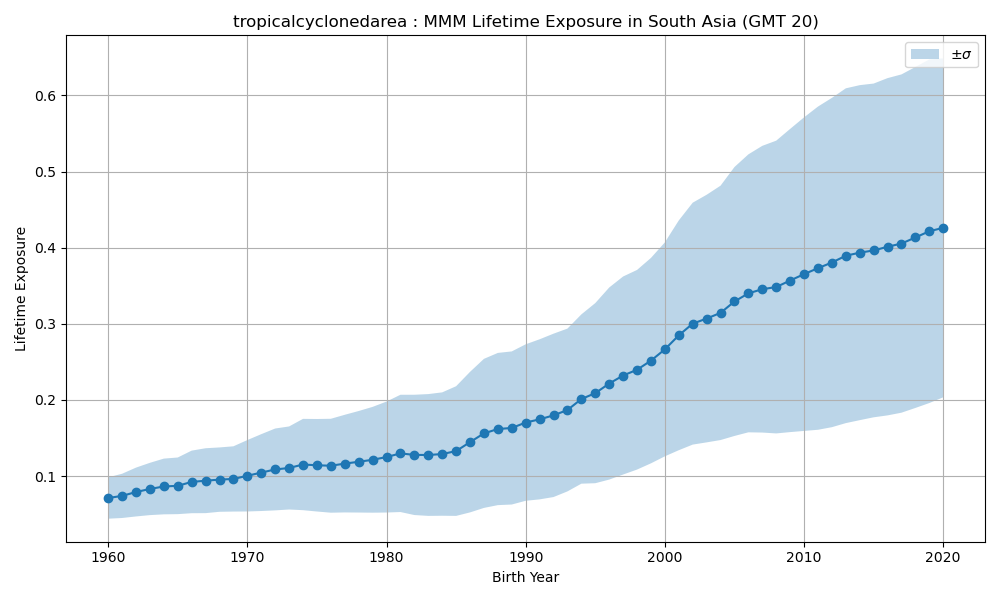 tropicalcyclonedarea : MMM Lifetime Exposure in South Asia (GMT 20)
±σ
Lifetime Exposure
0.6
0.5
0.4
0.3
0.2
0.1
1960 1970 1980 1990 2000 2010 2020
Birth Year